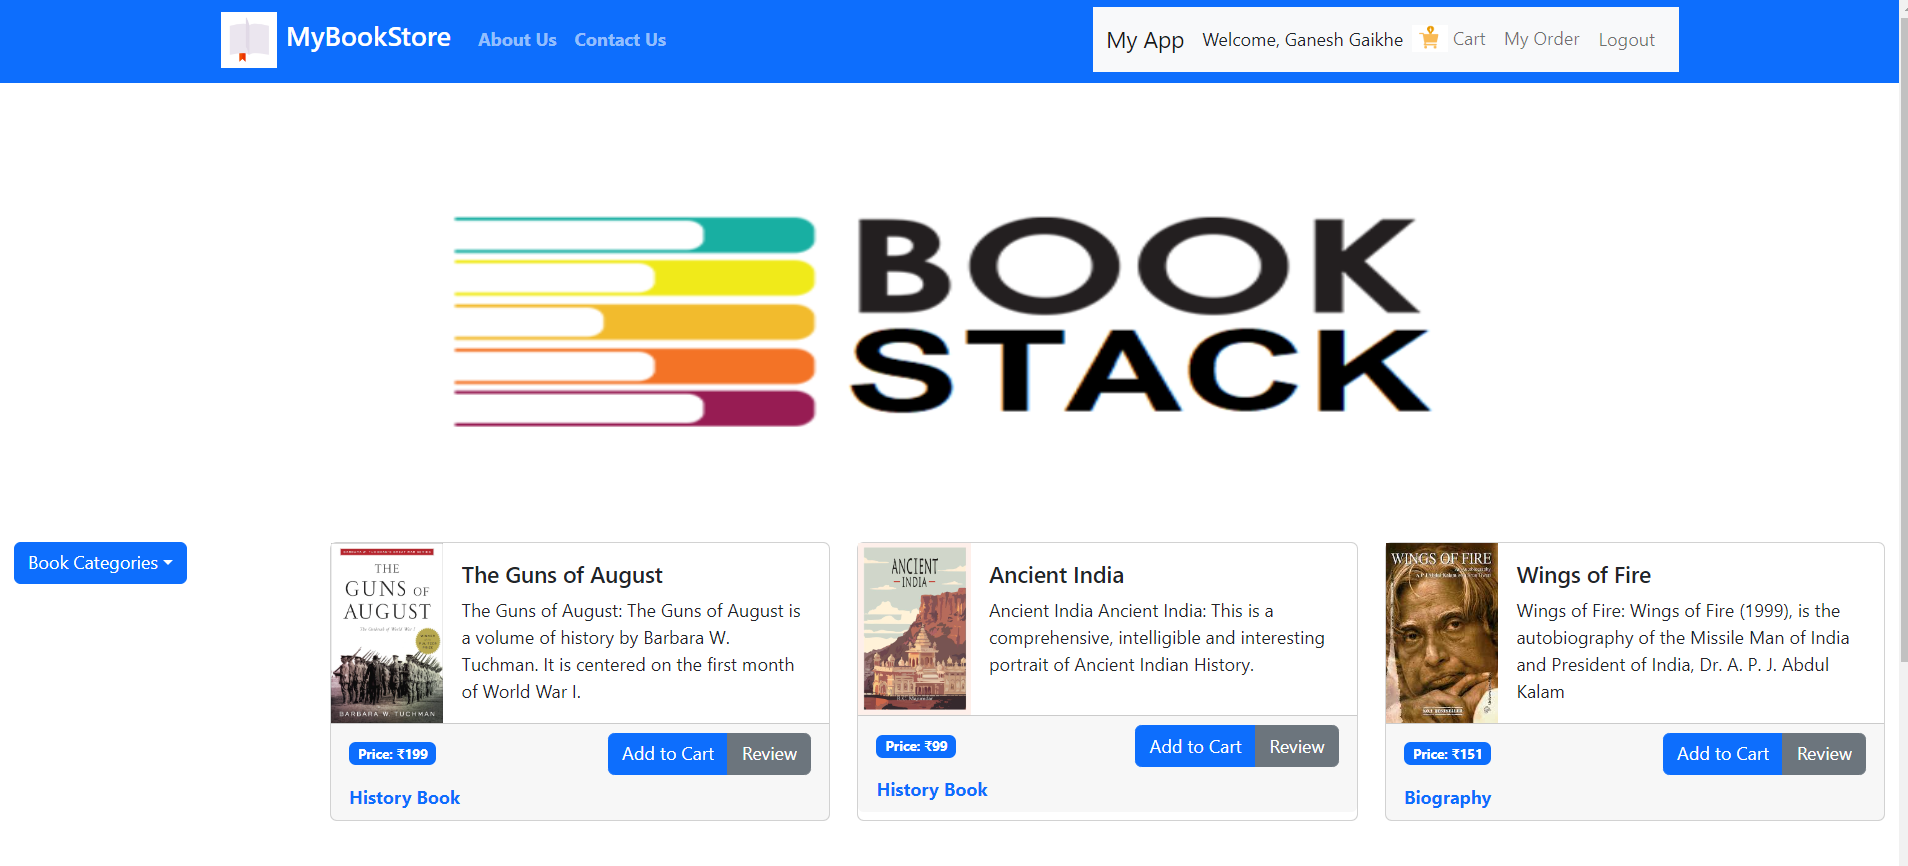 MyBookStore About Us Contact Us My App Welcome, Ganesh Gaikhe Cart My Order Logout
BOOK
STACK
Book Categories
THE
GUNS OF
AUGUST
BARBARA W. TUCHMAN
The Guns of August
The Guns of August: The Guns of August is
a volume of history by Barbara W.
Tuchman. It is centered on the first month
of World War I.
Price: ₹199 Add to Cart Review
History Book
ANCIENT
INDIA
Ancient India
Ancient India Ancient India: This is a
comprehensive, intelligible and interesting
portrait of Ancient Indian History.
Price: ₹99 Add to Cart Review
History Book
WINGS OF FIRE
Wings of Fire
Wings of Fire: Wings of Fire (1999), is the
autobiography of the Missile Man of India
and President of India, Dr. A. P. J. Abdul
Kalam
Price: ₹151 Add to Cart Review
Biography